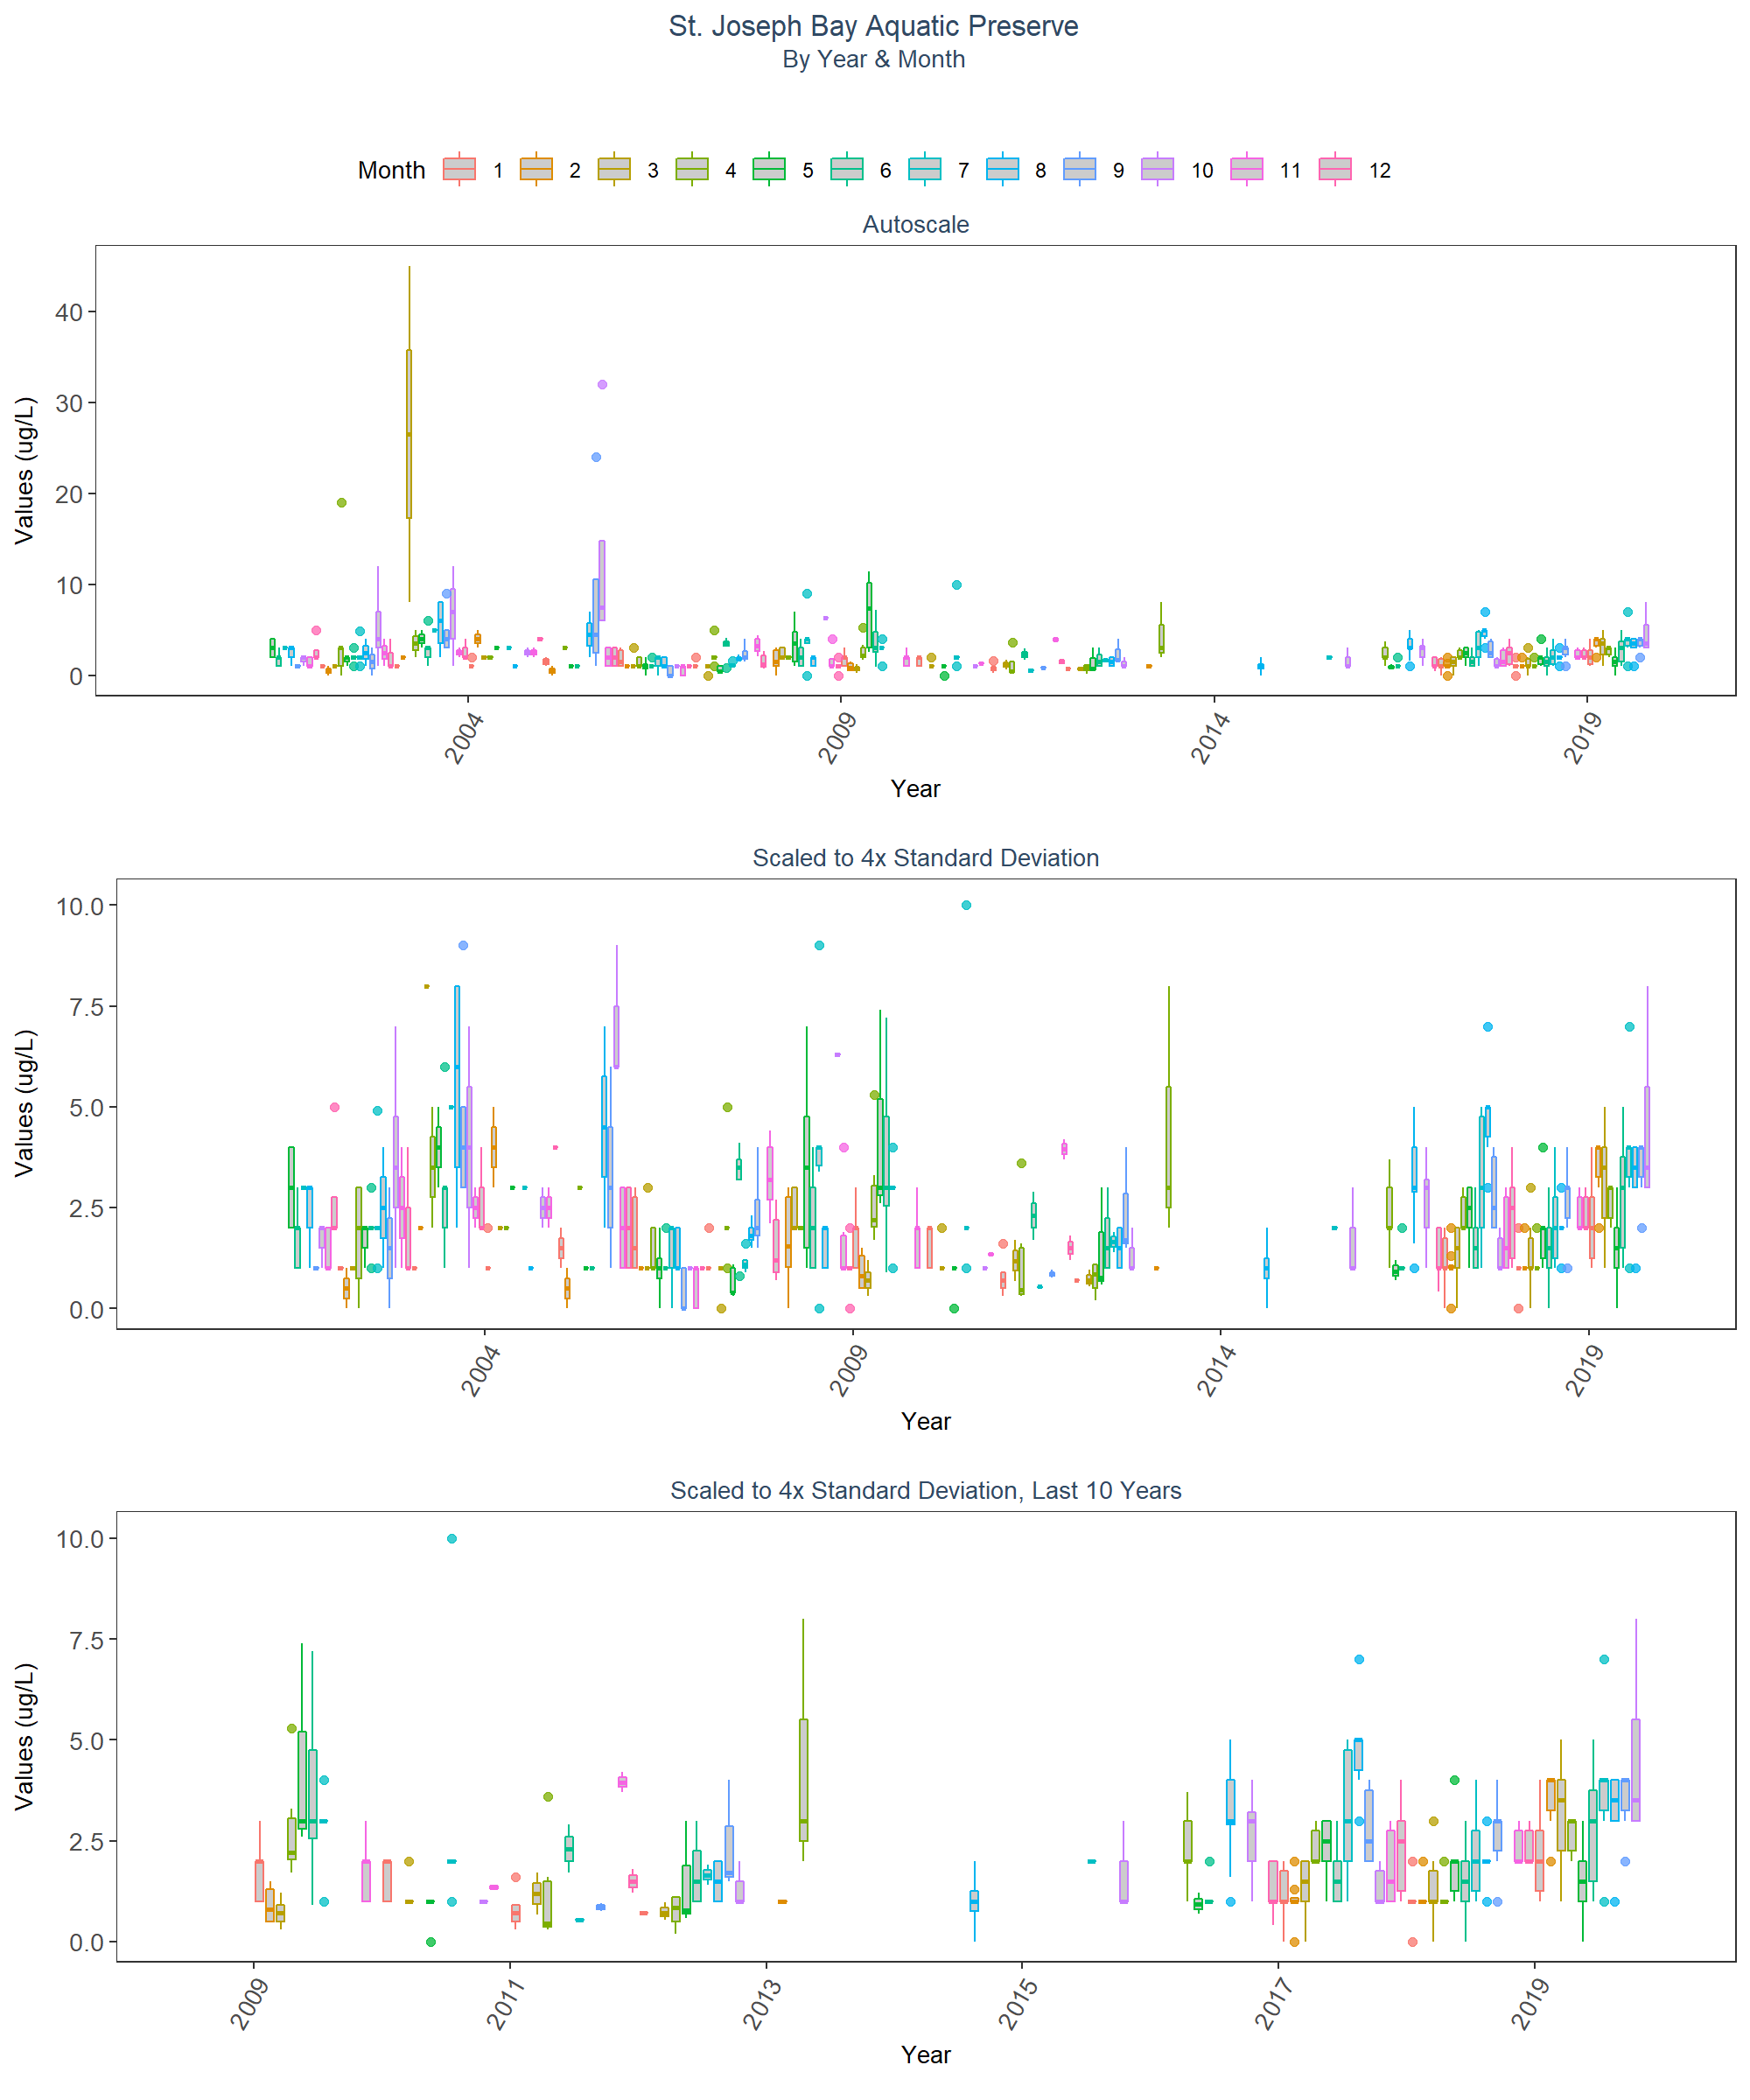 St. Joseph Bay Aquatic Preserve
By Year & Month
Month 1 2 3 4 5 6 7 8 9 10 11 12
Autoscale
Values (ug/L)
40
30
20
10
0
2004 2009 2014 2019
Year
Scaled to 4x Standard Deviation
Values (ug/L)
10.0
7.5
5.0
2.5
0.0
2004 2009 2014 2019
Year
Scaled to 4x Standard Deviation, Last 10 Years
Values (ug/L)
10.0
7.5
5.0
2.5
0.0
2009 2011 2013 2015 2017 2019
Year